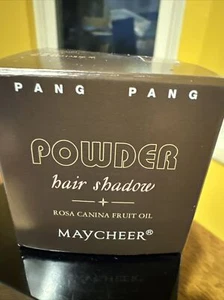 PANG PANG
POWDER
hair shadow
+
ROSA CANINA FRUIT OIL
MAYCHEER®